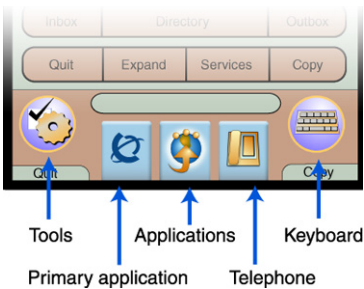 Inbox Directory Outbox
Quit Expand Services Copy
Quit Copy
Tools Applications Keyboard
Primary application Telephone